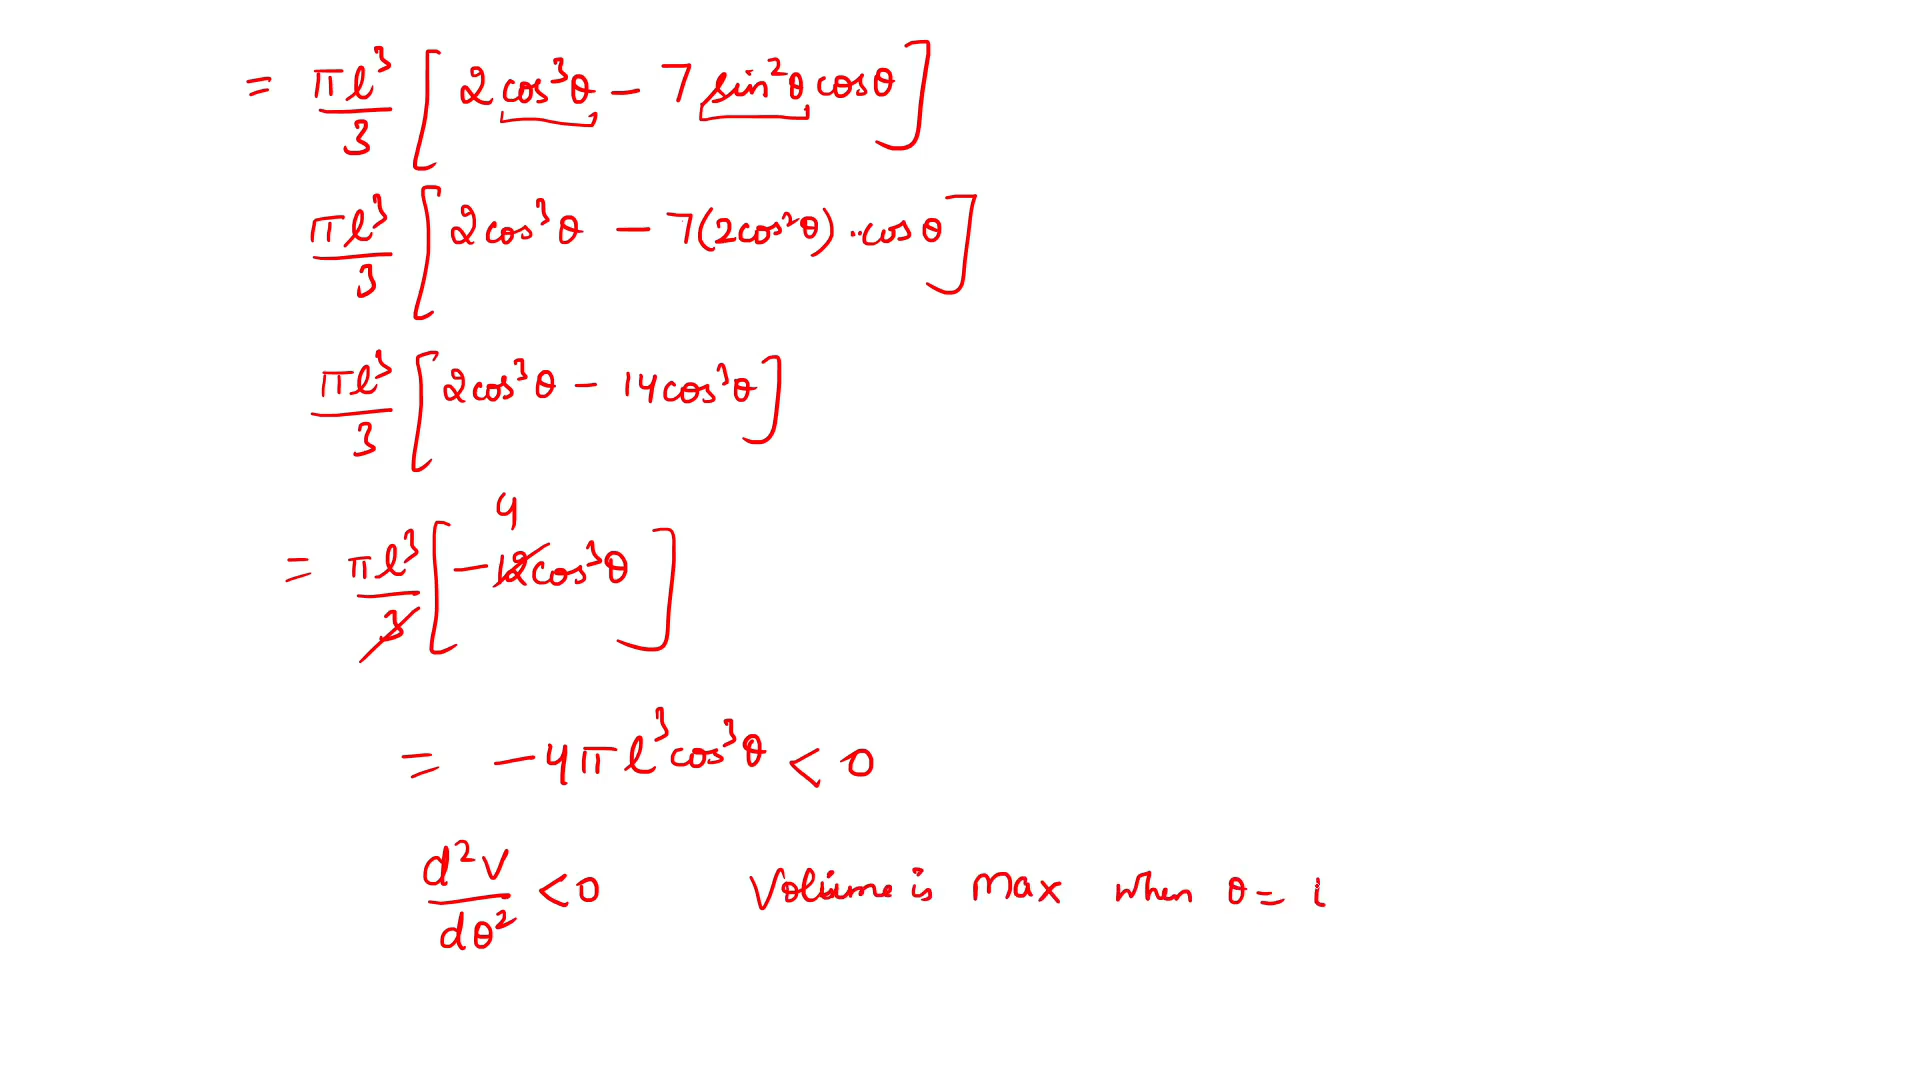 = πl³/3 [2cos³θ - 7 sin²θ cosθ]
πl³/3 [2cos³θ - 7(2cos²θ)·cosθ]
πl³/3 [2cos³θ - 14cos³θ]
4
= πl³/3 [-12cos³θ]
= -4πl³cos³θ < 0
d²V/dθ² < 0 Volume is max when θ =